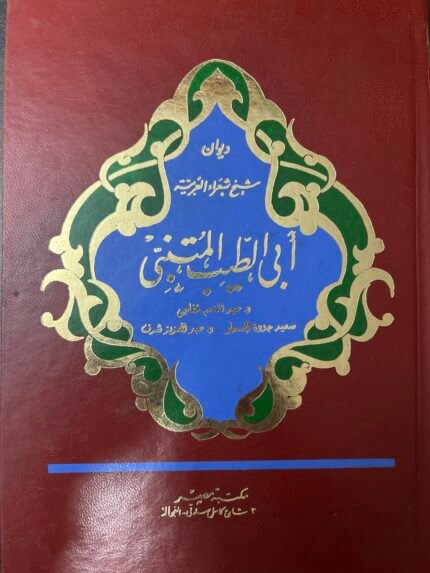 ديوان
شيخ شعراء العربية
أبي الطيب المتنبي
د. عبد المنعم خفاجي
سعيد جودة السحار و عبد العزيز شرف
مكتبة مصر
٣ شارع كامل صدقى - الفجالة